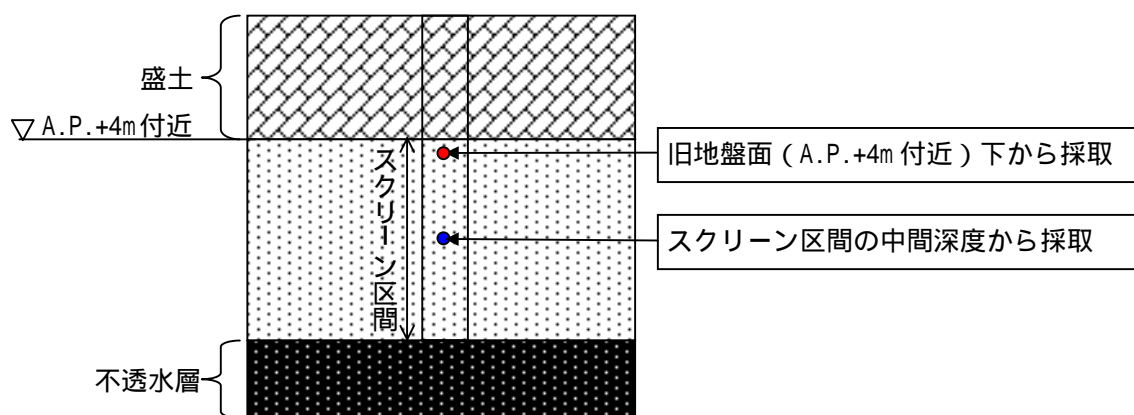 盛土
▽ A.P.+4m付近
スクリーン区間
旧地盤面（A.P.+4m付近）下から採取
スクリーン区間の中間深度から採取
不透水層